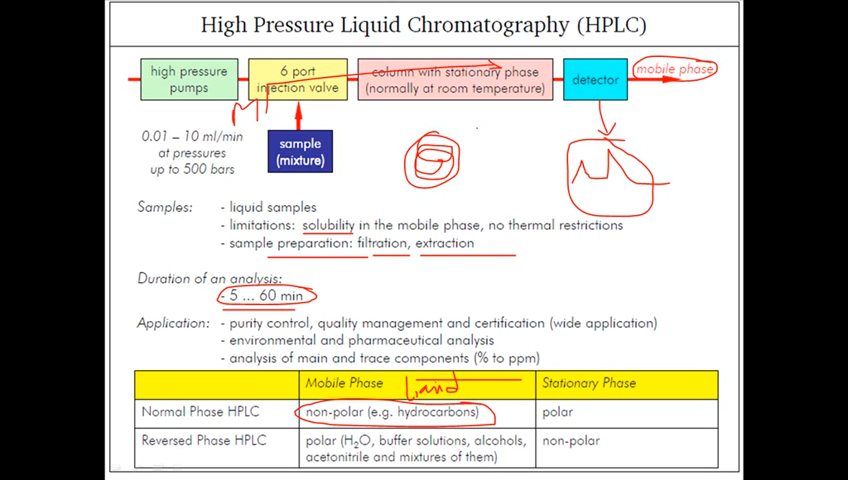 High Pressure Liquid Chromatography (HPLC)
high pressure pumps
6 port injection valve
column with stationary phase (normally at room temperature)
detector
mobile phase
M
0.01 – 10 ml/min
at pressures
up to 500 bars
sample
(mixture)
Samples: - liquid samples
- limitations: solubility in the mobile phase, no thermal restrictions
- sample preparation: filtration, extraction
Duration of an analysis:
- 5 ... 60 min
Application: - purity control, quality management and certification (wide application)
- environmental and pharmaceutical analysis
- analysis of main and trace components (% to ppm)
Mobile Phase Stationary Phase
Normal Phase HPLC non-polar (e.g. hydrocarbons) polar
Reversed Phase HPLC polar (H₂O, buffer solutions, alcohols, non-polar
acetonitrile and mixtures of them)